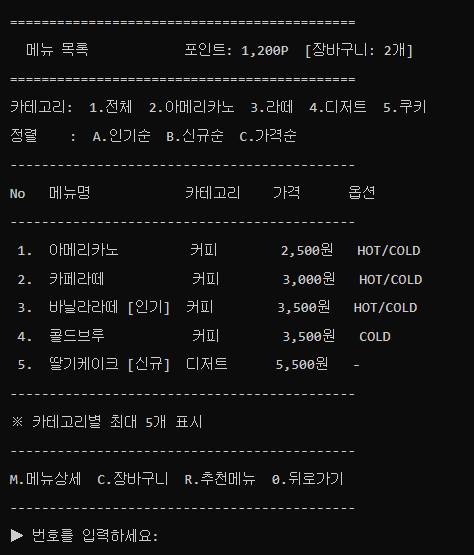 ============================================
메뉴 목록 포인트: 1,200P [장바구니: 2개]
============================================
카테고리: 1.전체 2.아메리카노 3.라떼 4.디저트 5.쿠키
정렬 : A.인기순 B.신규순 C.가격순
--------------------------------------------
No 메뉴명 카테고리 가격 옵션
--------------------------------------------
1. 아메리카노 커피 2,500원 HOT/COLD
2. 카페라떼 커피 3,000원 HOT/COLD
3. 바닐라라떼 [인기] 커피 3,500원 HOT/COLD
4. 콜드브루 커피 3,500원 COLD
5. 딸기케이크 [신규] 디저트 5,500원 -
--------------------------------------------
※ 카테고리별 최대 5개 표시
--------------------------------------------
M.메뉴상세 C.장바구니 R.추천메뉴 0.뒤로가기
--------------------------------------------
▶ 번호를 입력하세요: